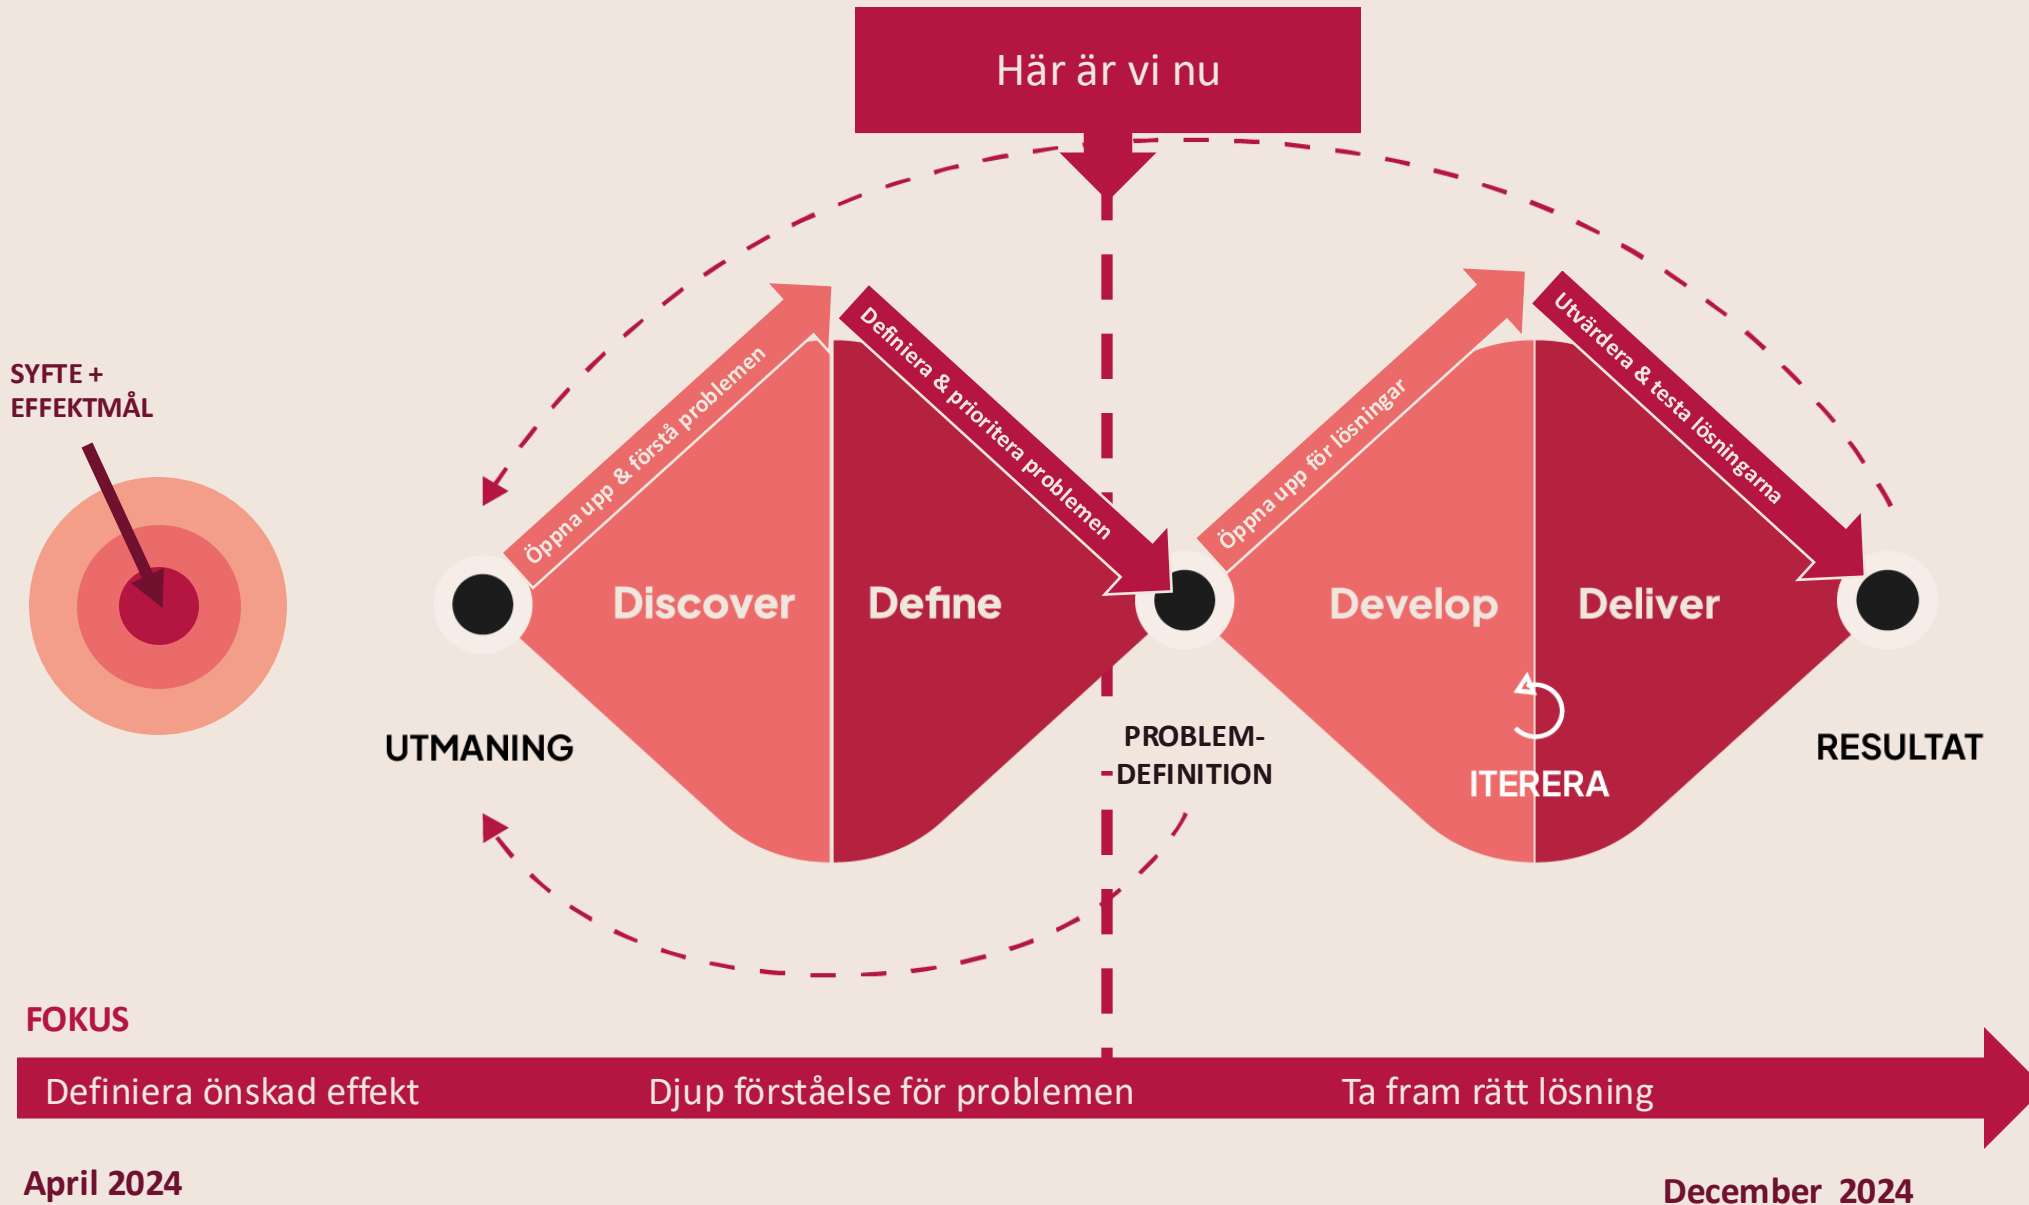 Här är vi nu
SYFTE +
EFFEKTMÅL
Öppna upp & förstå problemen
Definiera & prioritera problemen
Öppna upp för lösningar
Utvärdera & testa lösningarna
Discover
Define
Develop
Deliver
UTMANING
PROBLEM-
DEFINITION
ITERERA
RESULTAT
FOKUS
Definiera önskad effekt
Djup förståelse för problemen
Ta fram rätt lösning
April 2024
December 2024